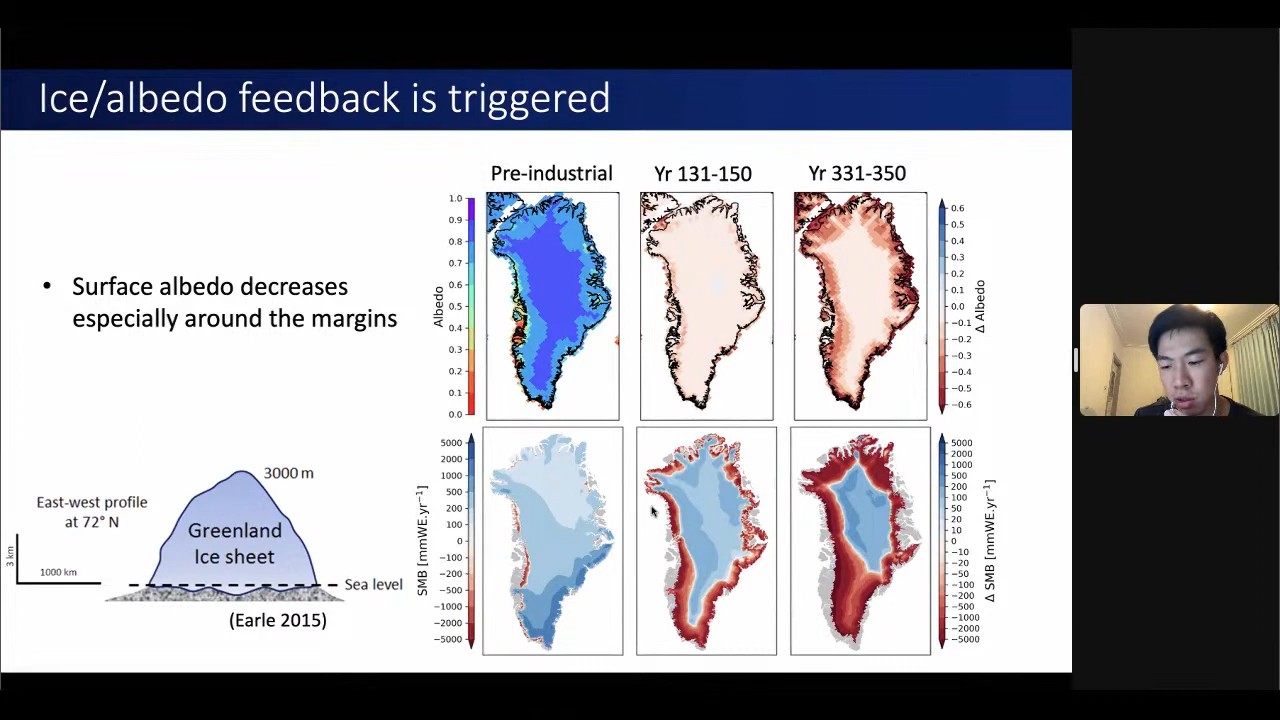 Ice/albedo feedback is triggered
• Surface albedo decreases
especially around the margins
Pre-industrial
Yr 131-150
Yr 331-350
Albedo
1.0
0.9
0.8
0.7
0.6
0.5
0.4
0.3
0.2
0.1
0.0
Δ Albedo
0.6
0.5
0.4
0.3
0.2
0.1
0.0
−0.1
−0.2
−0.3
−0.4
−0.5
−0.6
SMB [mmWE.yr⁻¹]
5000
2000
1000
500
200
100
0
−100
−200
−500
−1000
−2000
−5000
Δ SMB [mmWE.yr⁻¹]
5000
2000
1000
500
200
100
50
20
10
0
−10
−20
−50
−100
−200
−500
−1000
−2000
−5000
3000 m
East-west profile
at 72° N
Greenland
Ice sheet
3 km
1000 km
Sea level
(Earle 2015)